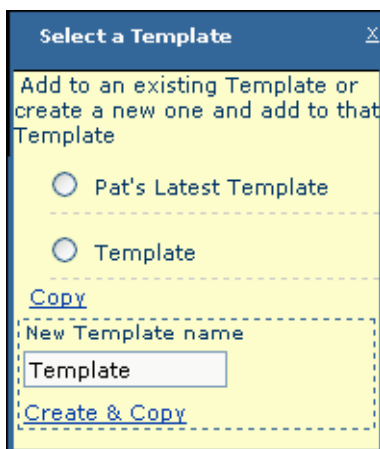 Select a Template X
Add to an existing Template or
create a new one and add to that
Template
Pat's Latest Template
Template
Copy
New Template name
Template
Create & Copy